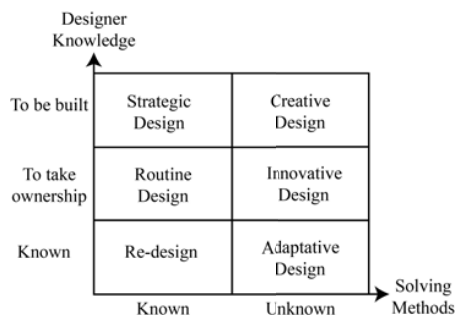 Designer
Knowledge
To be built
Strategic
Design
Creative
Design
To take
ownership
Routine
Design
Innovative
Design
Known
Re-design
Adaptative
Design
Known
Unknown
Solving
Methods